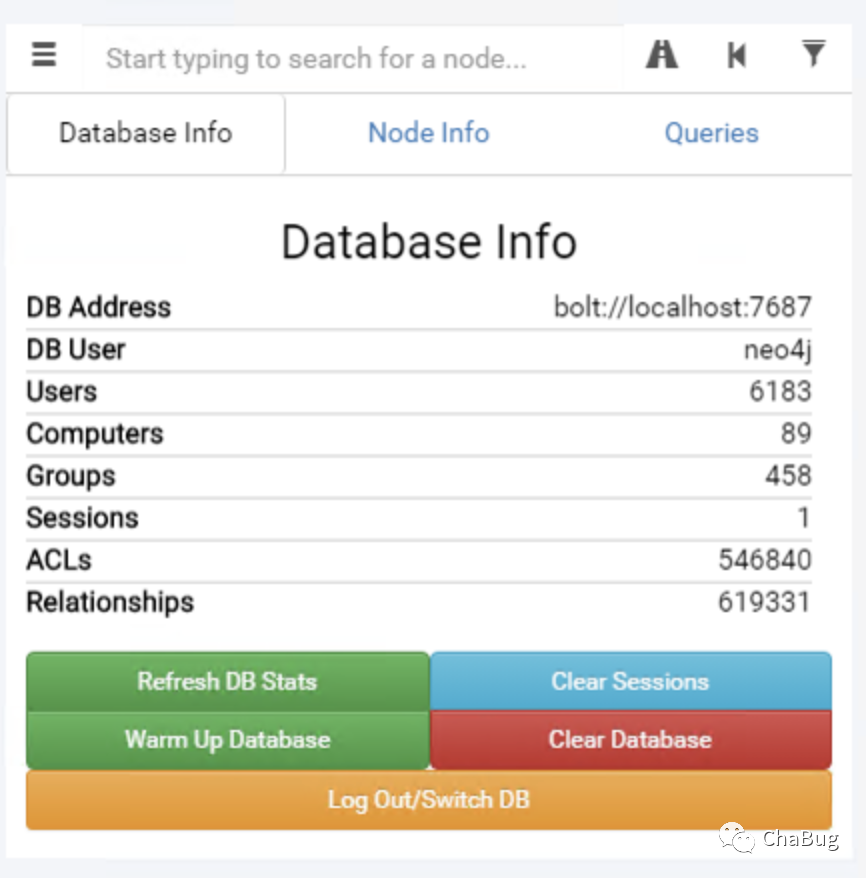 Start typing to search for a node...
Database Info Node Info Queries
Database Info
DB Address bolt://localhost:7687
DB User neo4j
Users 6183
Computers 89
Groups 458
Sessions 1
ACLs 546840
Relationships 619331
Refresh DB Stats Clear Sessions
Warm Up Database Clear Database
Log Out/Switch DB
ChaBug